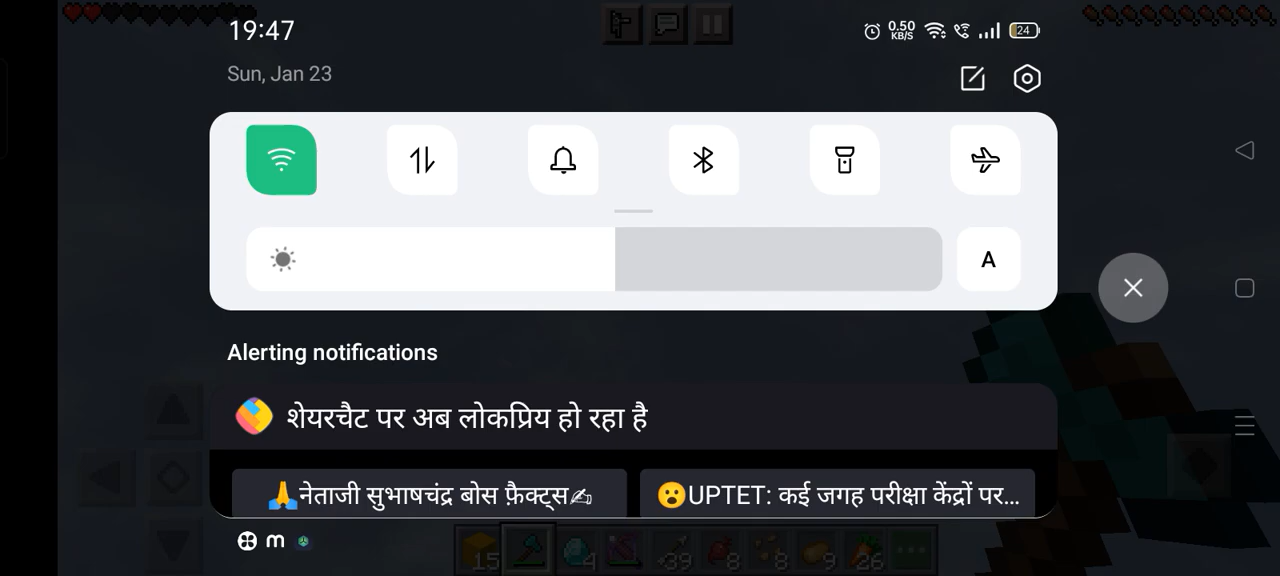 19:47
0.50
KB/S
24
Sun, Jan 23
A
Alerting notifications
शेयरचैट पर अब लोकप्रिय हो रहा है
🙏नेताजी सुभाषचंद्र बोस फ़ैक्ट्स✍
😮UPTET: कई जगह परीक्षा केंद्रों पर...
m
15
4
39
8
8
9
26